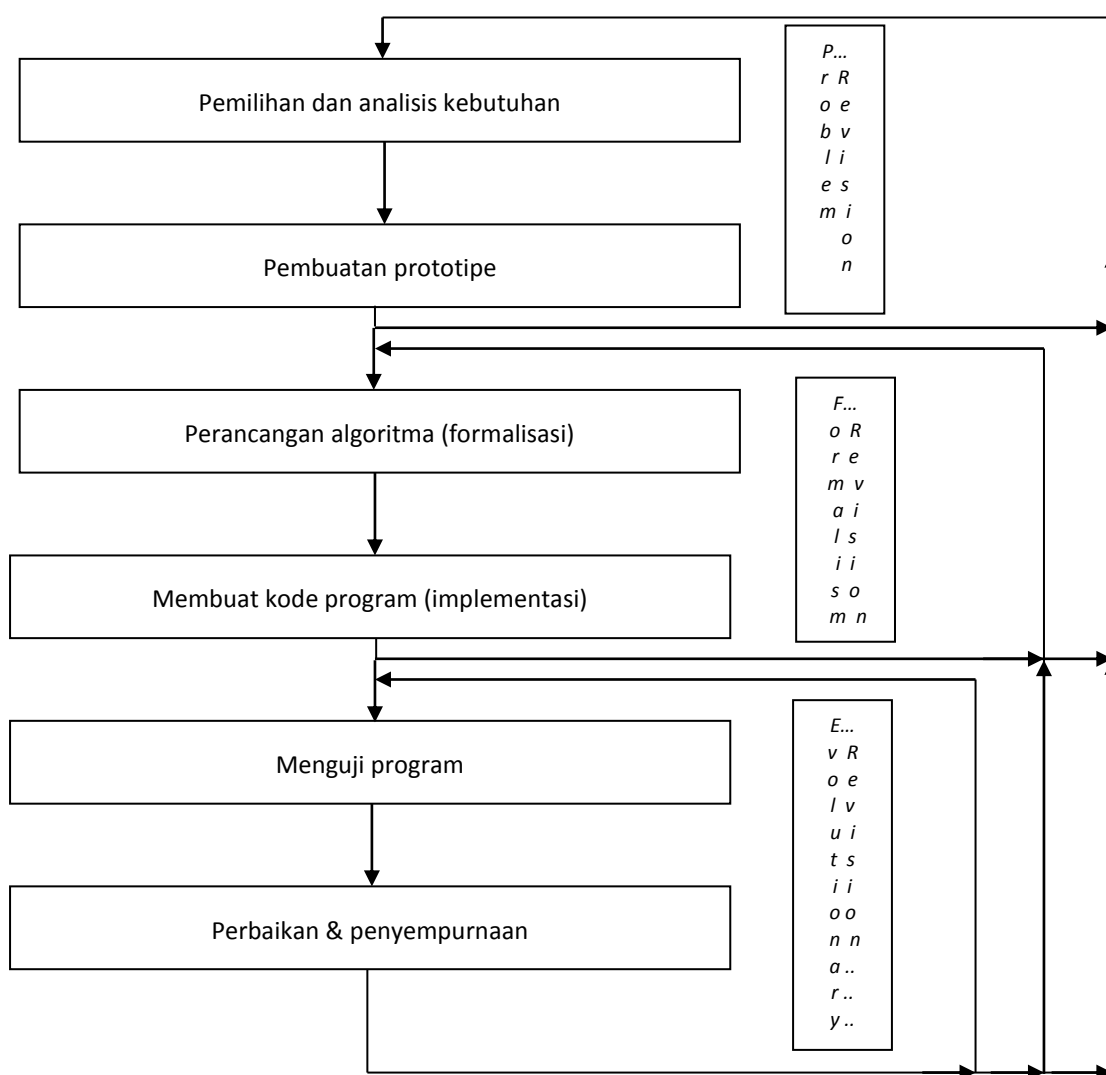 Pemilihan dan analisis kebutuhan
Pembuatan prototipe
P...
r R
o e
b v
l i
e s
m i
o
n
Perancangan algoritma (formalisasi)
Membuat kode program (implementasi)
F...
o R
r e
m v
a i
l s
i i
s o
m n
Menguji program
Perbaikan & penyempurnaan
E...
v R
o e
l v
u i
t s
i i
o o
n n
a ..
r ..
y ..